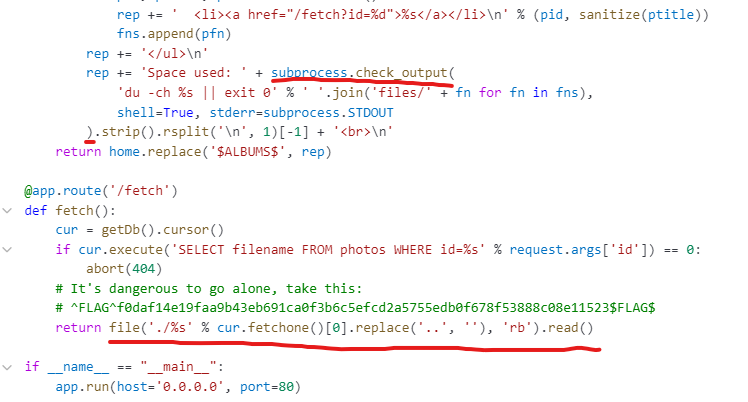 rep += '  <li><a href="/fetch?id=%d">%s</a></li>\n' % (pid, sanitize(ptitle))
fns.append(pfn)
rep += '</ul>\n'
rep += 'Space used: ' + subprocess.check_output(
'du -ch %s || exit 0' % ' '.join('files/' + fn for fn in fns),
shell=True, stderr=subprocess.STDOUT
).strip().rsplit('\n', 1)[-1] + '<br>\n'
return home.replace('$ALBUMS$', rep)
@app.route('/fetch')
def fetch():
cur = getDb().cursor()
if cur.execute('SELECT filename FROM photos WHERE id=%s' % request.args['id']) == 0:
abort(404)
# It's dangerous to go alone, take this:
# ^FLAG^f0daf14e19faa9b43eb691ca0f3b6c5efcd2a5755edb0f678f53888c08e11523$FLAG$
return file('./%s' % cur.fetchone()[0].replace('..', ''), 'rb').read()
if __name__ == "__main__":
app.run(host='0.0.0.0', port=80)